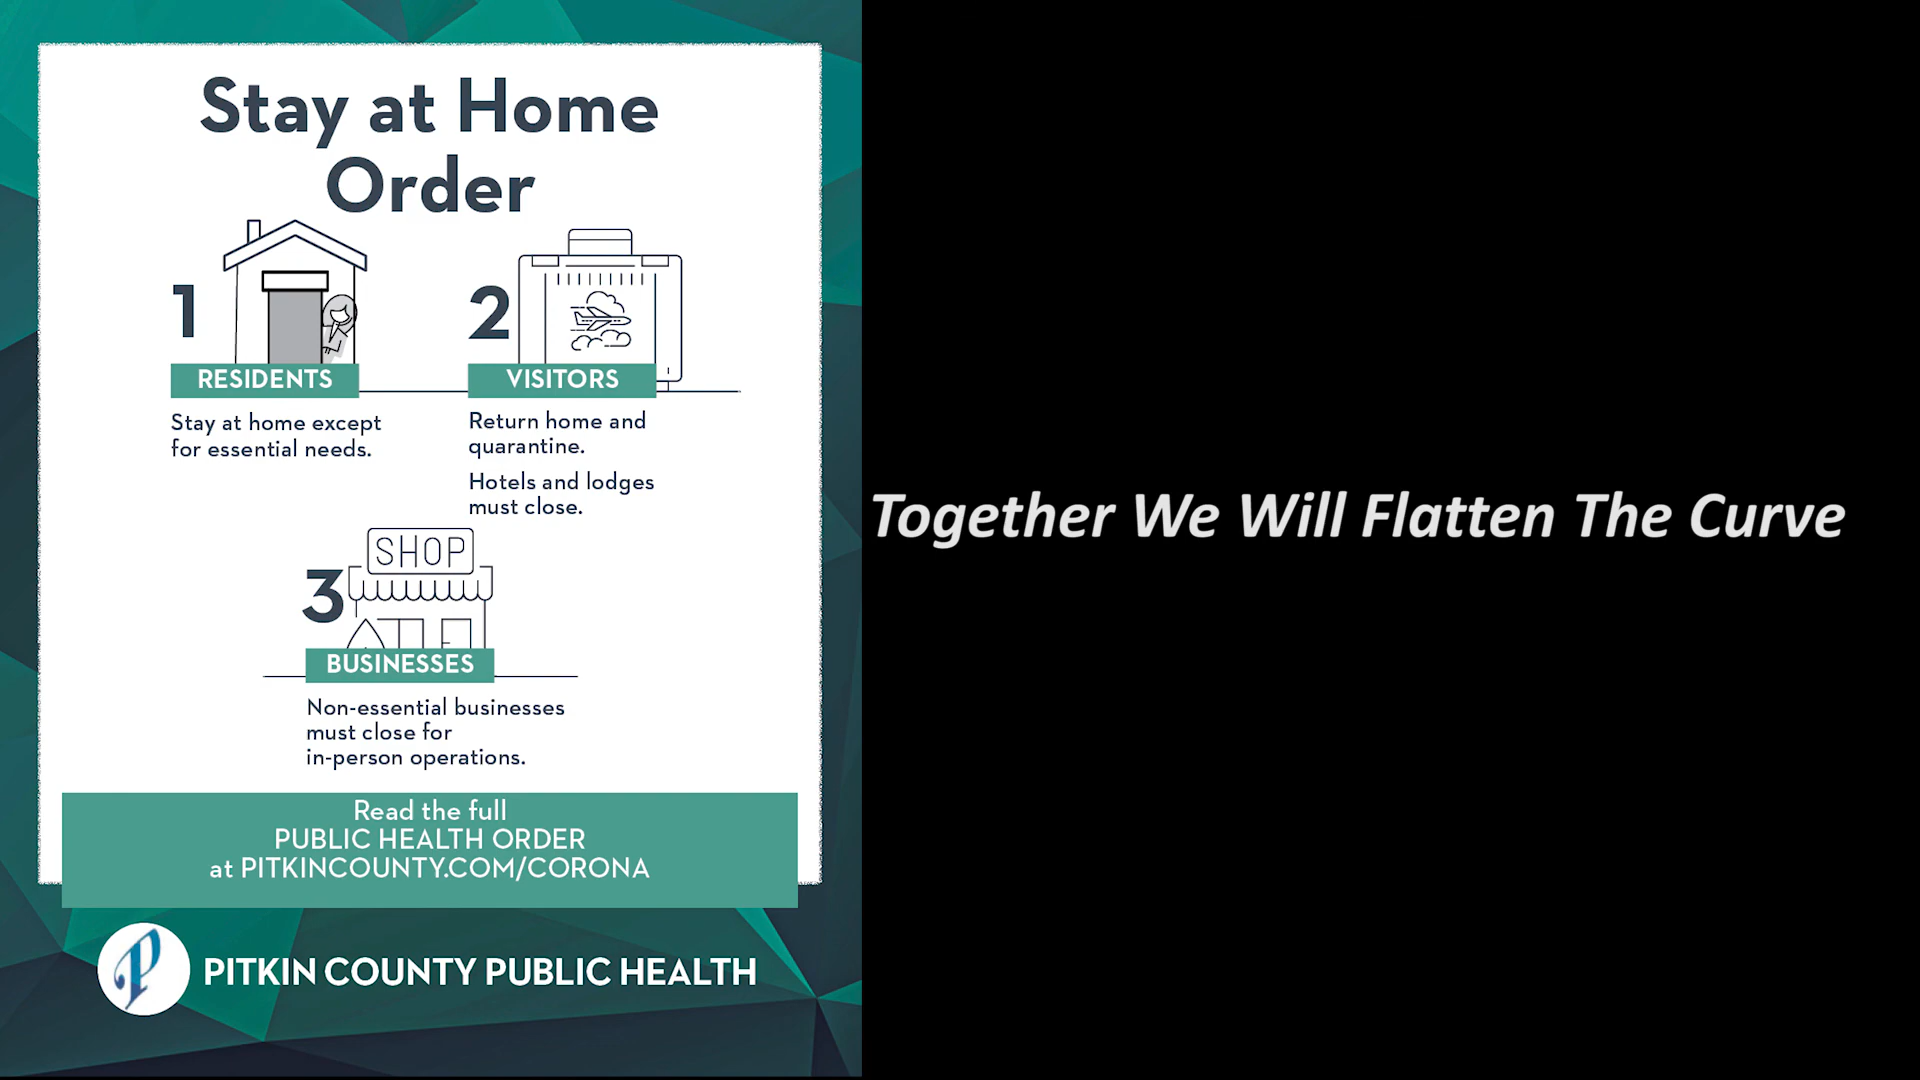 Stay at Home
Order
1
RESIDENTS
Stay at home except
for essential needs.
2
VISITORS
Return home and
quarantine.
Hotels and lodges
must close.
SHOP
3
BUSINESSES
Non-essential businesses
must close for
in-person operations.
Read the full
PUBLIC HEALTH ORDER
at PITKINCOUNTY.COM/CORONA
P
PITKIN COUNTY PUBLIC HEALTH
Together We Will Flatten The Curve